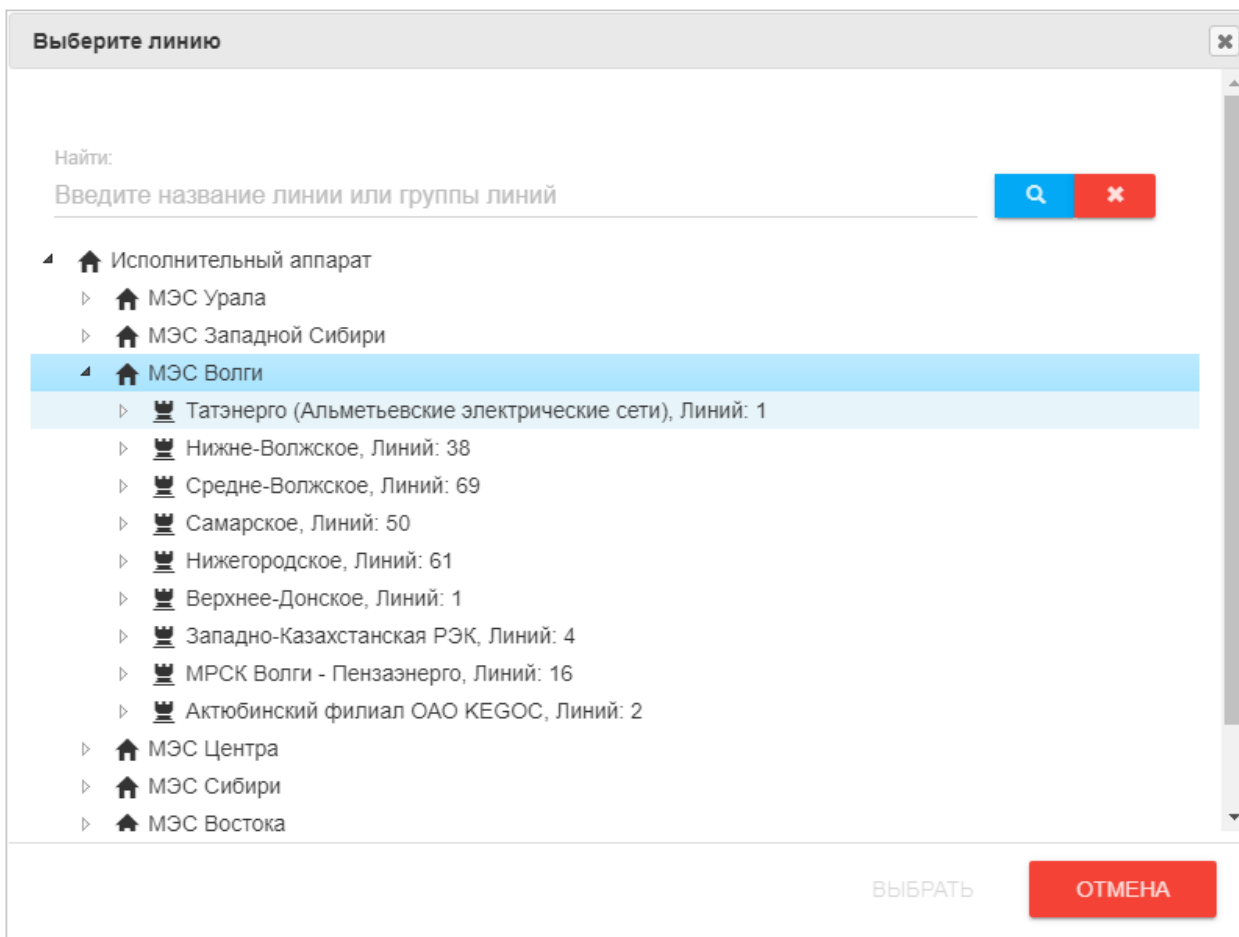 Выберите линию
Найти:
Введите название линии или группы линий
Исполнительный аппарат
МЭС Урала
МЭС Западной Сибири
МЭС Волги
Татэнерго (Альметьевские электрические сети), Линий: 1
Нижне-Волжское, Линий: 38
Средне-Волжское, Линий: 69
Самарское, Линий: 50
Нижегородское, Линий: 61
Верхнее-Донское, Линий: 1
Западно-Казахстанская РЭК, Линий: 4
МРСК Волги - Пензаэнерго, Линий: 16
Актюбинский филиал ОАО KEGOC, Линий: 2
МЭС Центра
МЭС Сибири
МЭС Востока
ВЫБРАТЬ
ОТМЕНА